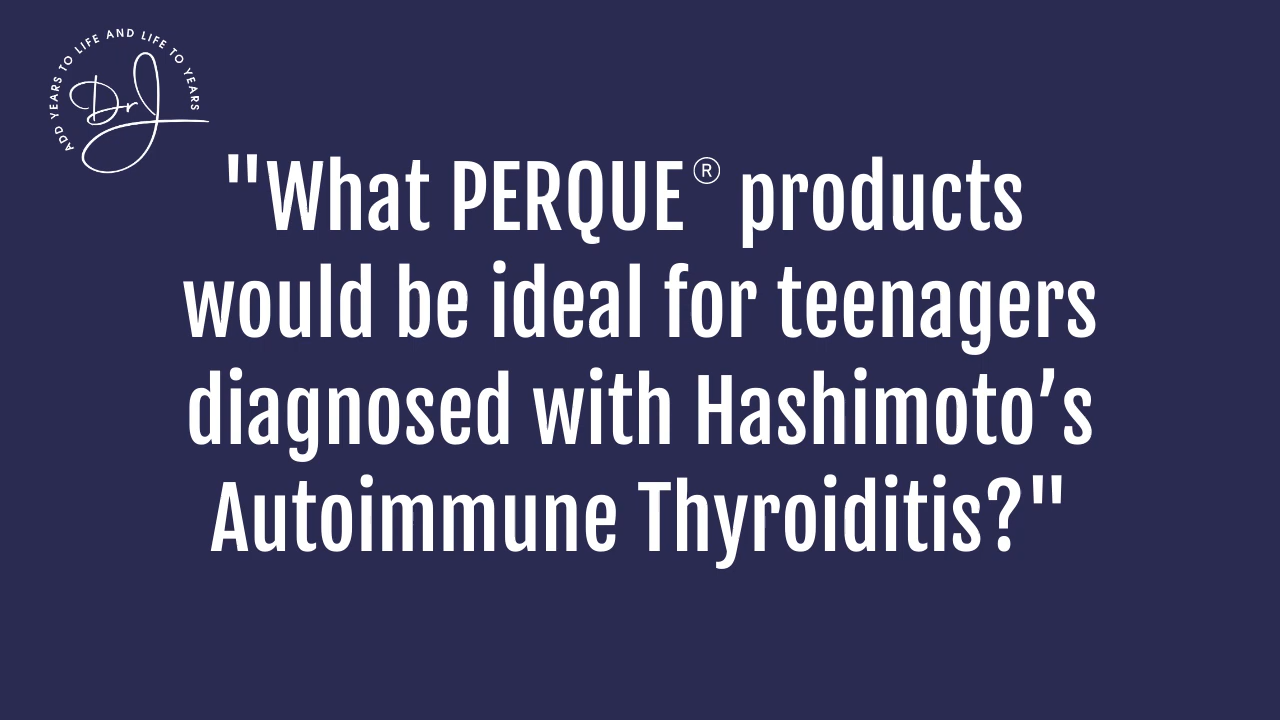 ADD YEARS TO LIFE AND LIFE TO YEARS
Dr J
"What PERQUE® products
would be ideal for teenagers
diagnosed with Hashimoto’s
Autoimmune Thyroiditis?"